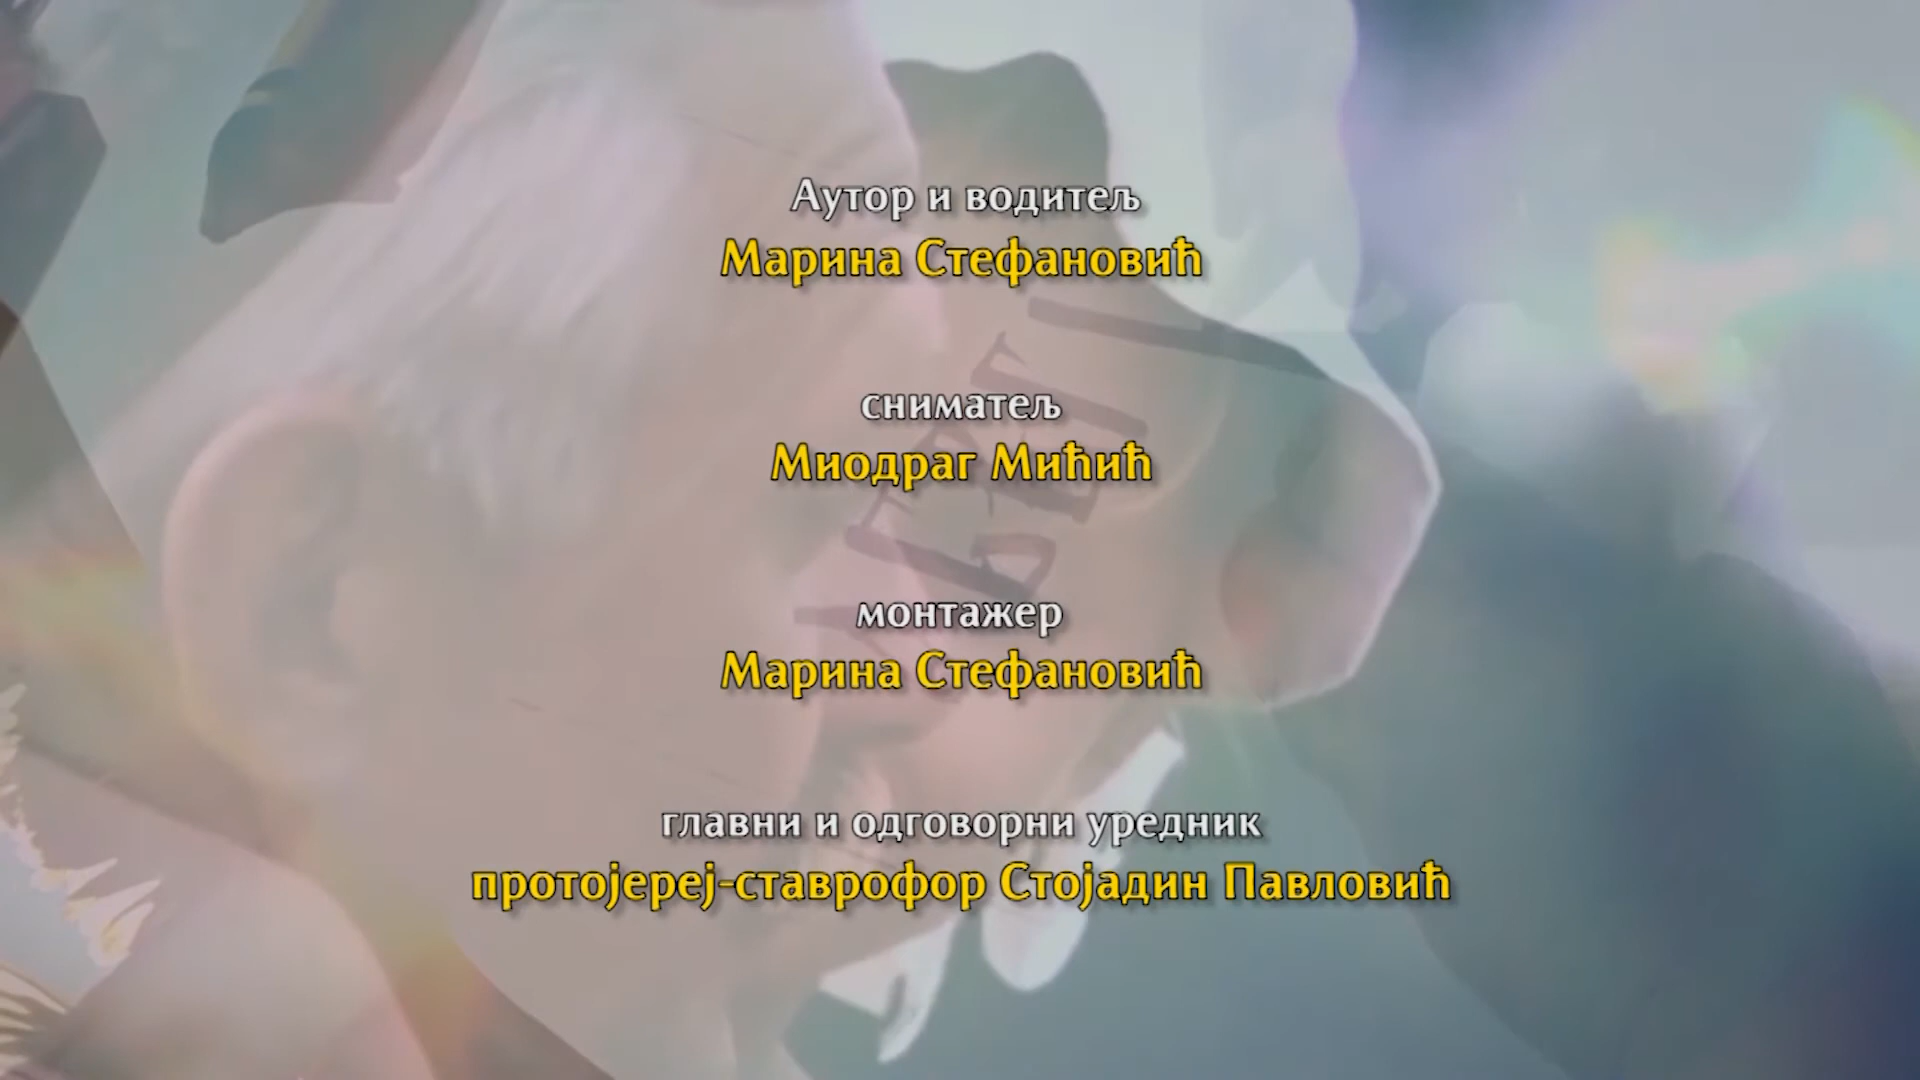 Аутор и водитељ
Марина Стефановић
сниматељ
Миодраг Мићић
монтажер
Марина Стефановић
главни и одговорни уредник
протојереј-ставрофор Стојадин Павловић